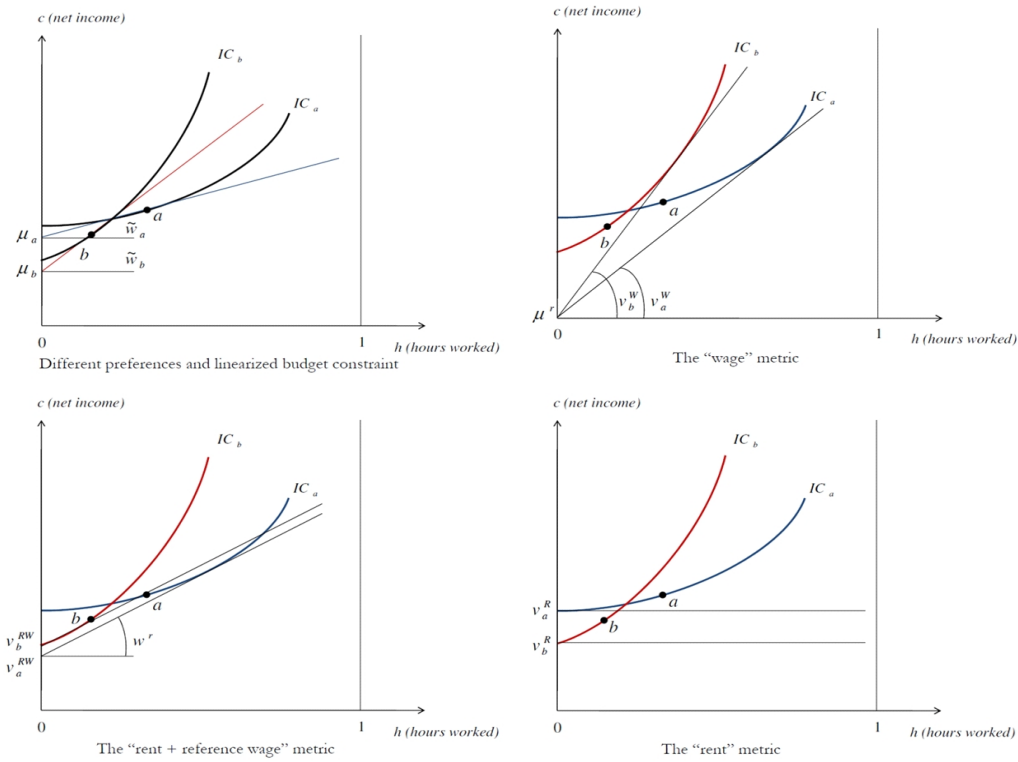 c (net income)
IC b
IC a
a
μ a
w̃ a
b
w̃ b
μ b
0
1
h (hours worked)
Different preferences and linearized budget constraint
c (net income)
IC b
IC a
a
b
μ r
v b W
v a W
0
1
h (hours worked)
The “wage” metric
c (net income)
IC b
IC a
a
b
v b RW
w r
v a RW
0
1
h (hours worked)
The “rent + reference wage” metric
c (net income)
IC b
IC a
a
v a R
b
v b R
0
1
h (hours worked)
The “rent” metric